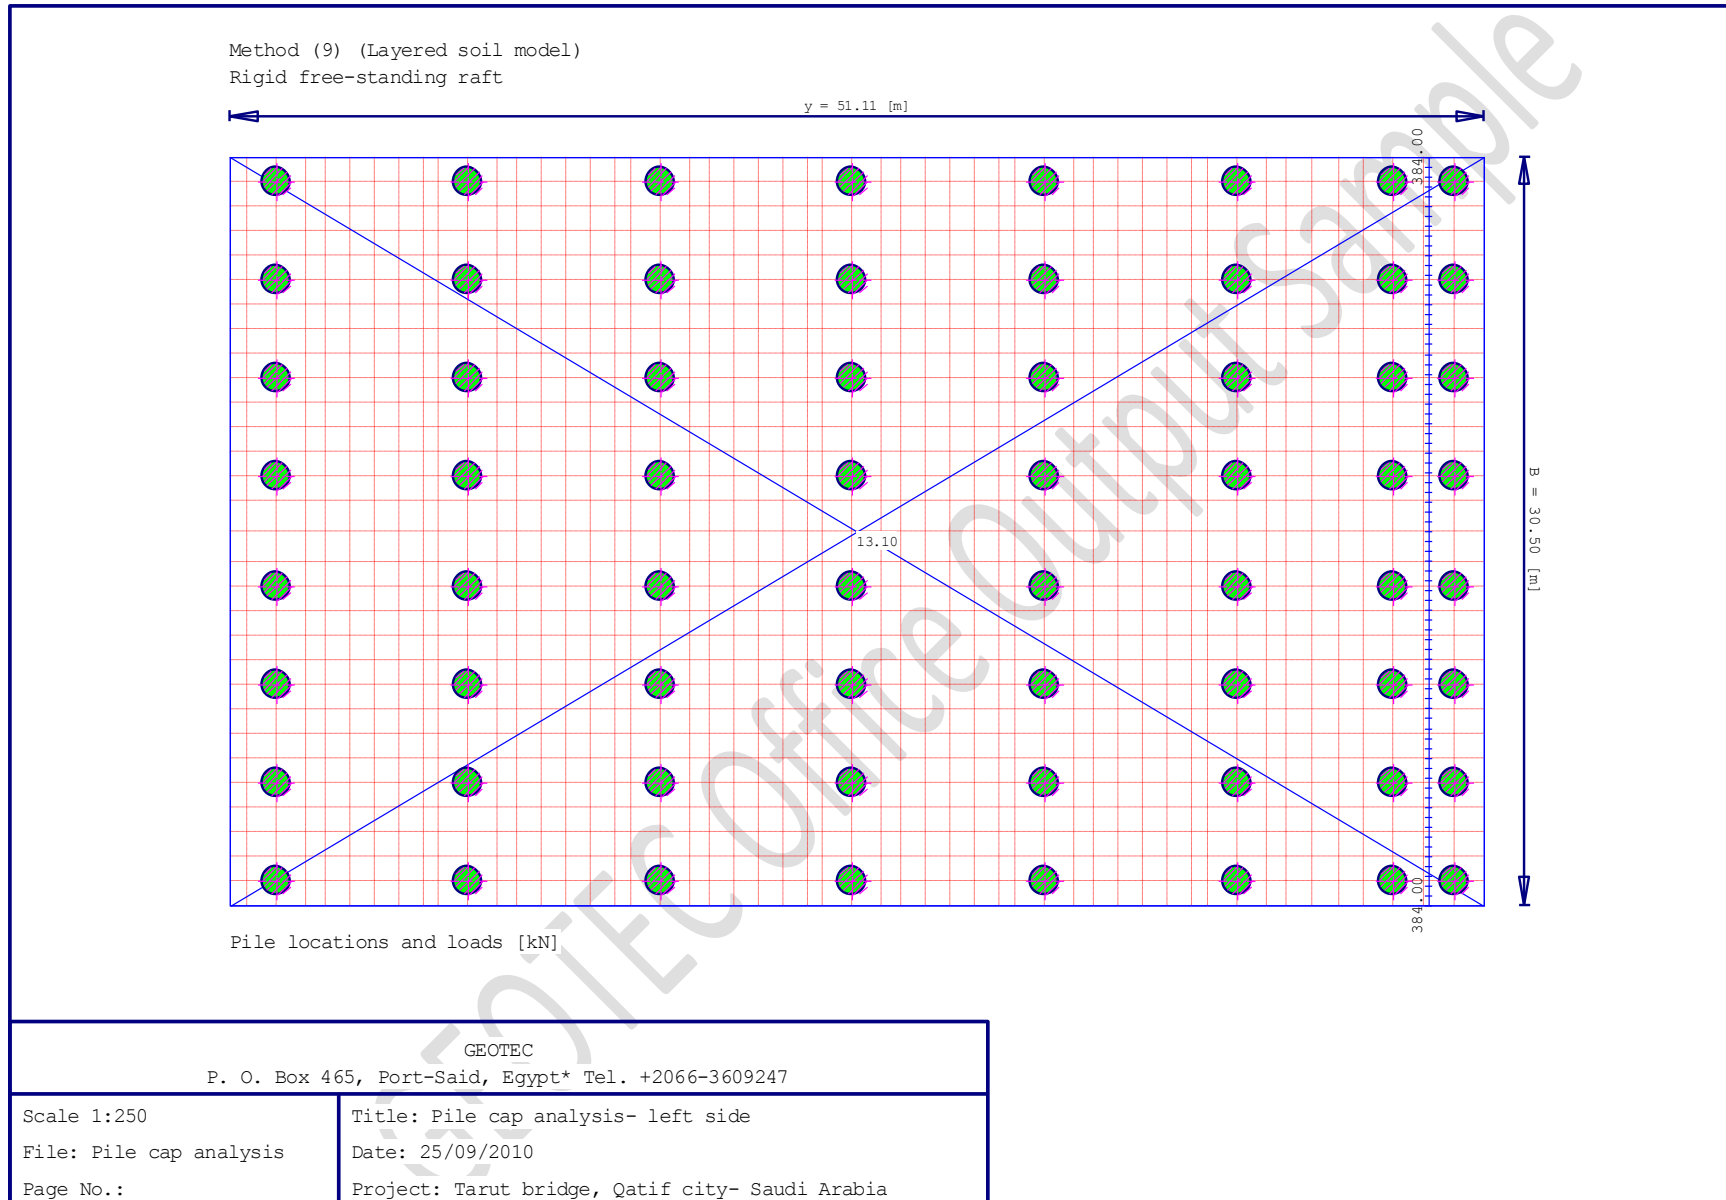 Method (9) (Layered soil model)
Rigid free-standing raft
y = 51.11 [m]
384.00
B = 30.50 [m]
13.10
384.00
Pile locations and loads [kN]
GEOTEC Office Output Sample
GEOTEC
P. O. Box 465, Port-Said, Egypt* Tel. +2066-3609247
Scale 1:250
File: Pile cap analysis
Page No.:
Title: Pile cap analysis- left side
Date: 25/09/2010
Project: Tarut bridge, Qatif city- Saudi Arabia